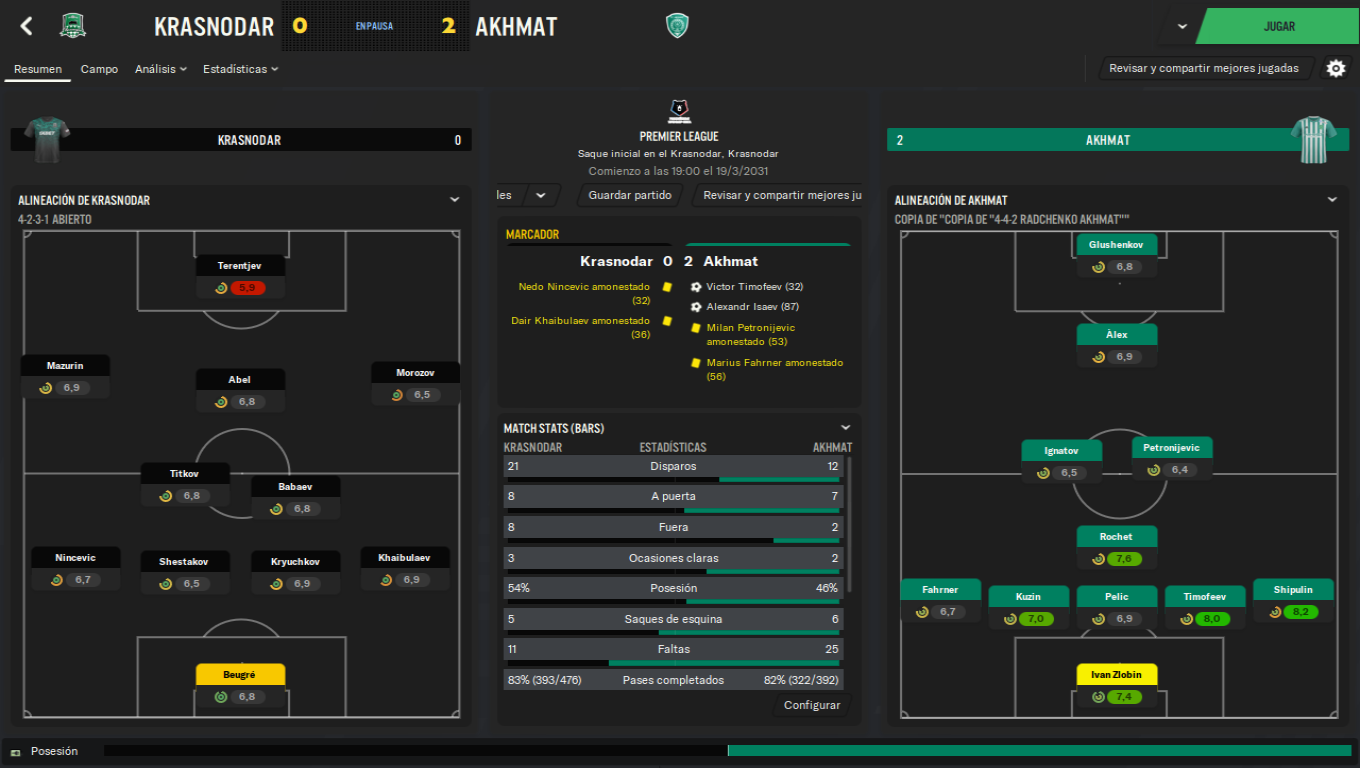 KRASNODAR 0 EN PAUSA 2 AKHMAT
JUGAR
Resumen Campo Análisis Estadísticas
Revisar y compartir mejores jugadas
KRASNODAR 0
PREMIER LEAGUE
Saque inicial en el Krasnodar, Krasnodar
Comienzo a las 19:00 el 19/3/2031
les Guardar partido Revisar y compartir mejores ju
2 AKHMAT
ALINEACIÓN DE KRASNODAR
4-2-3-1 ABIERTO
Terentjev
5,9
Mazurin
6,9
Abel
6,8
Morozov
6,5
Titkov
6,8
Babaev
6,8
Nincevic
6,7
Shestakov
6,5
Kryuchkov
6,9
Khaibulaev
6,9
Beugré
6,8
MARCADOR
Krasnodar 0 2 Akhmat
Nedo Nincevic amonestado
(32)
Dair Khaibulaev amonestado
(36)
Victor Timofeev (32)
Alexandr Isaev (87)
Milan Petronijevic
amonestado (53)
Marius Fahrner amonestado
(56)
MATCH STATS (BARS)
KRASNODAR ESTADÍSTICAS AKHMAT
21 Disparos 12
8 A puerta 7
8 Fuera 2
3 Ocasiones claras 2
54% Posesión 46%
5 Saques de esquina 6
11 Faltas 25
83% (393/476) Pases completados 82% (322/392)
Configurar
ALINEACIÓN DE AKHMAT
COPIA DE "COPIA DE "4-4-2 RADCHENKO AKHMAT""
Glushenkov
6,8
Àlex
6,9
Ignatov
6,5
Petronijevic
6,4
Rochet
7,6
Fahrner
6,7
Kuzin
7,0
Pelic
6,9
Timofeev
8,0
Shipulin
8,2
Ivan Zlobin
7,4
Posesión